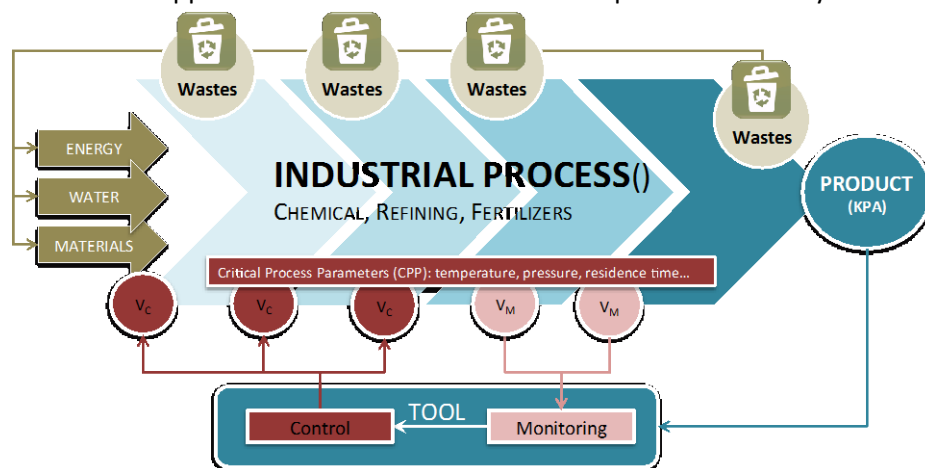 Wastes
Wastes
Wastes
Wastes
ENERGY
WATER
MATERIALS
INDUSTRIAL PROCESS()
CHEMICAL, REFINING, FERTILIZERS
PRODUCT
(KPA)
Critical Process Parameters (CPP): temperature, pressure, residence time...
VC
VC
VC
VM
VM
TOOL
Control
Monitoring